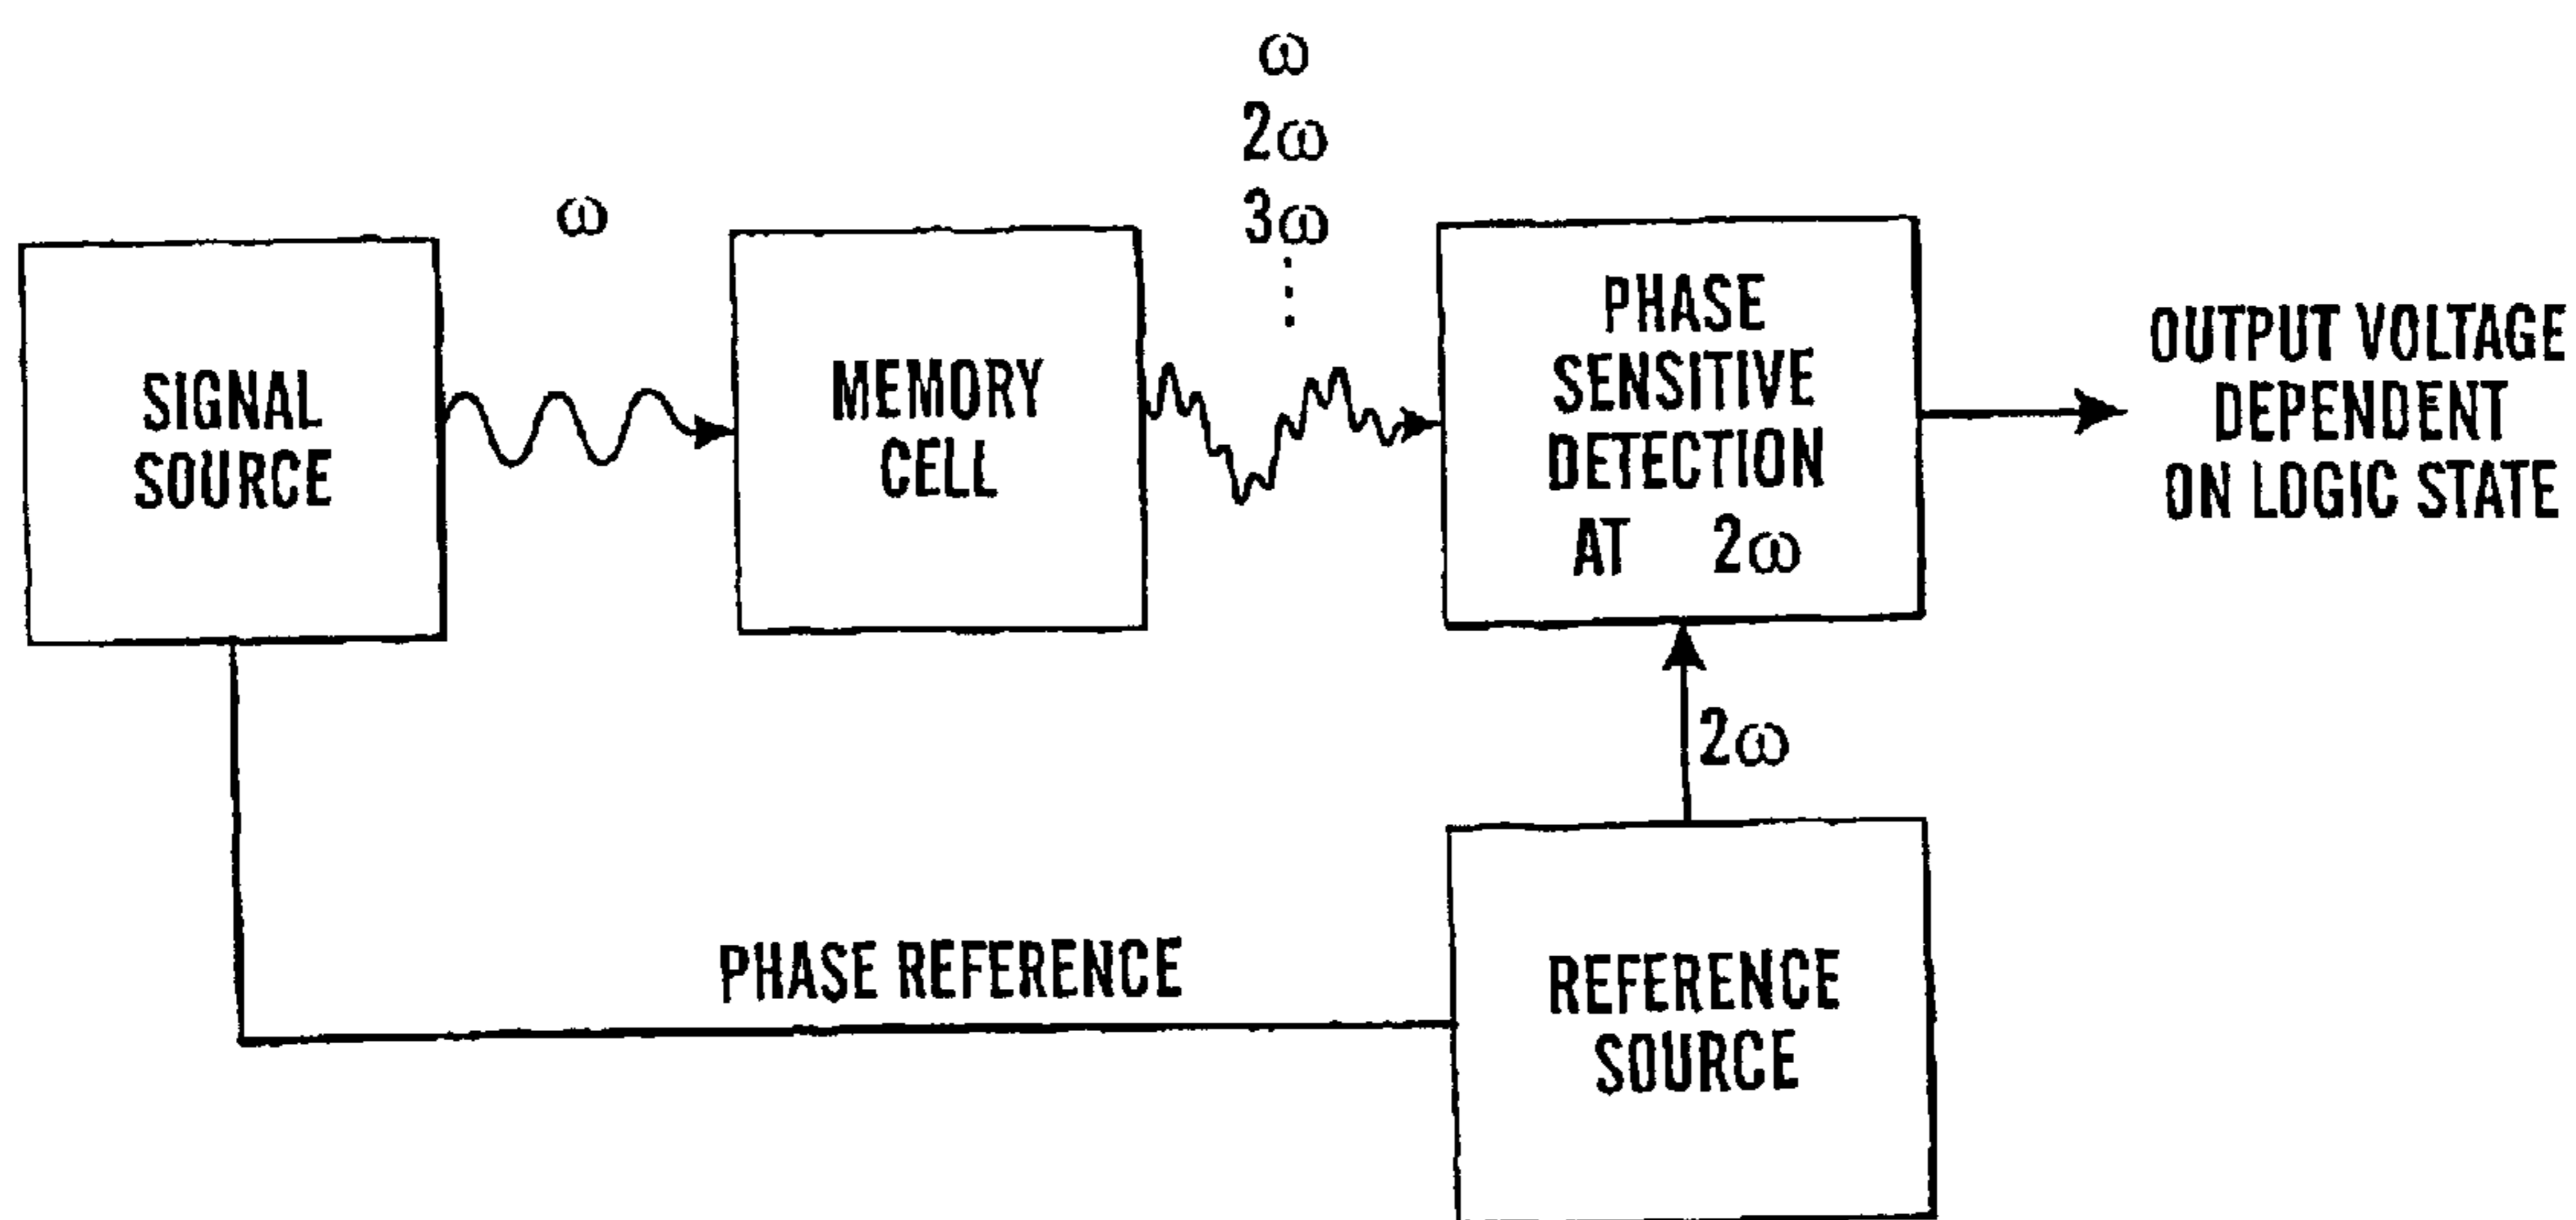 ω
2ω
3ω
⋮
ω
SIGNAL
SOURCE
MEMORY
CELL
PHASE
SENSITIVE
DETECTION
AT 2ω
OUTPUT VOLTAGE
DEPENDENT
ON LOGIC STATE
2ω
PHASE REFERENCE
REFERENCE
SOURCE